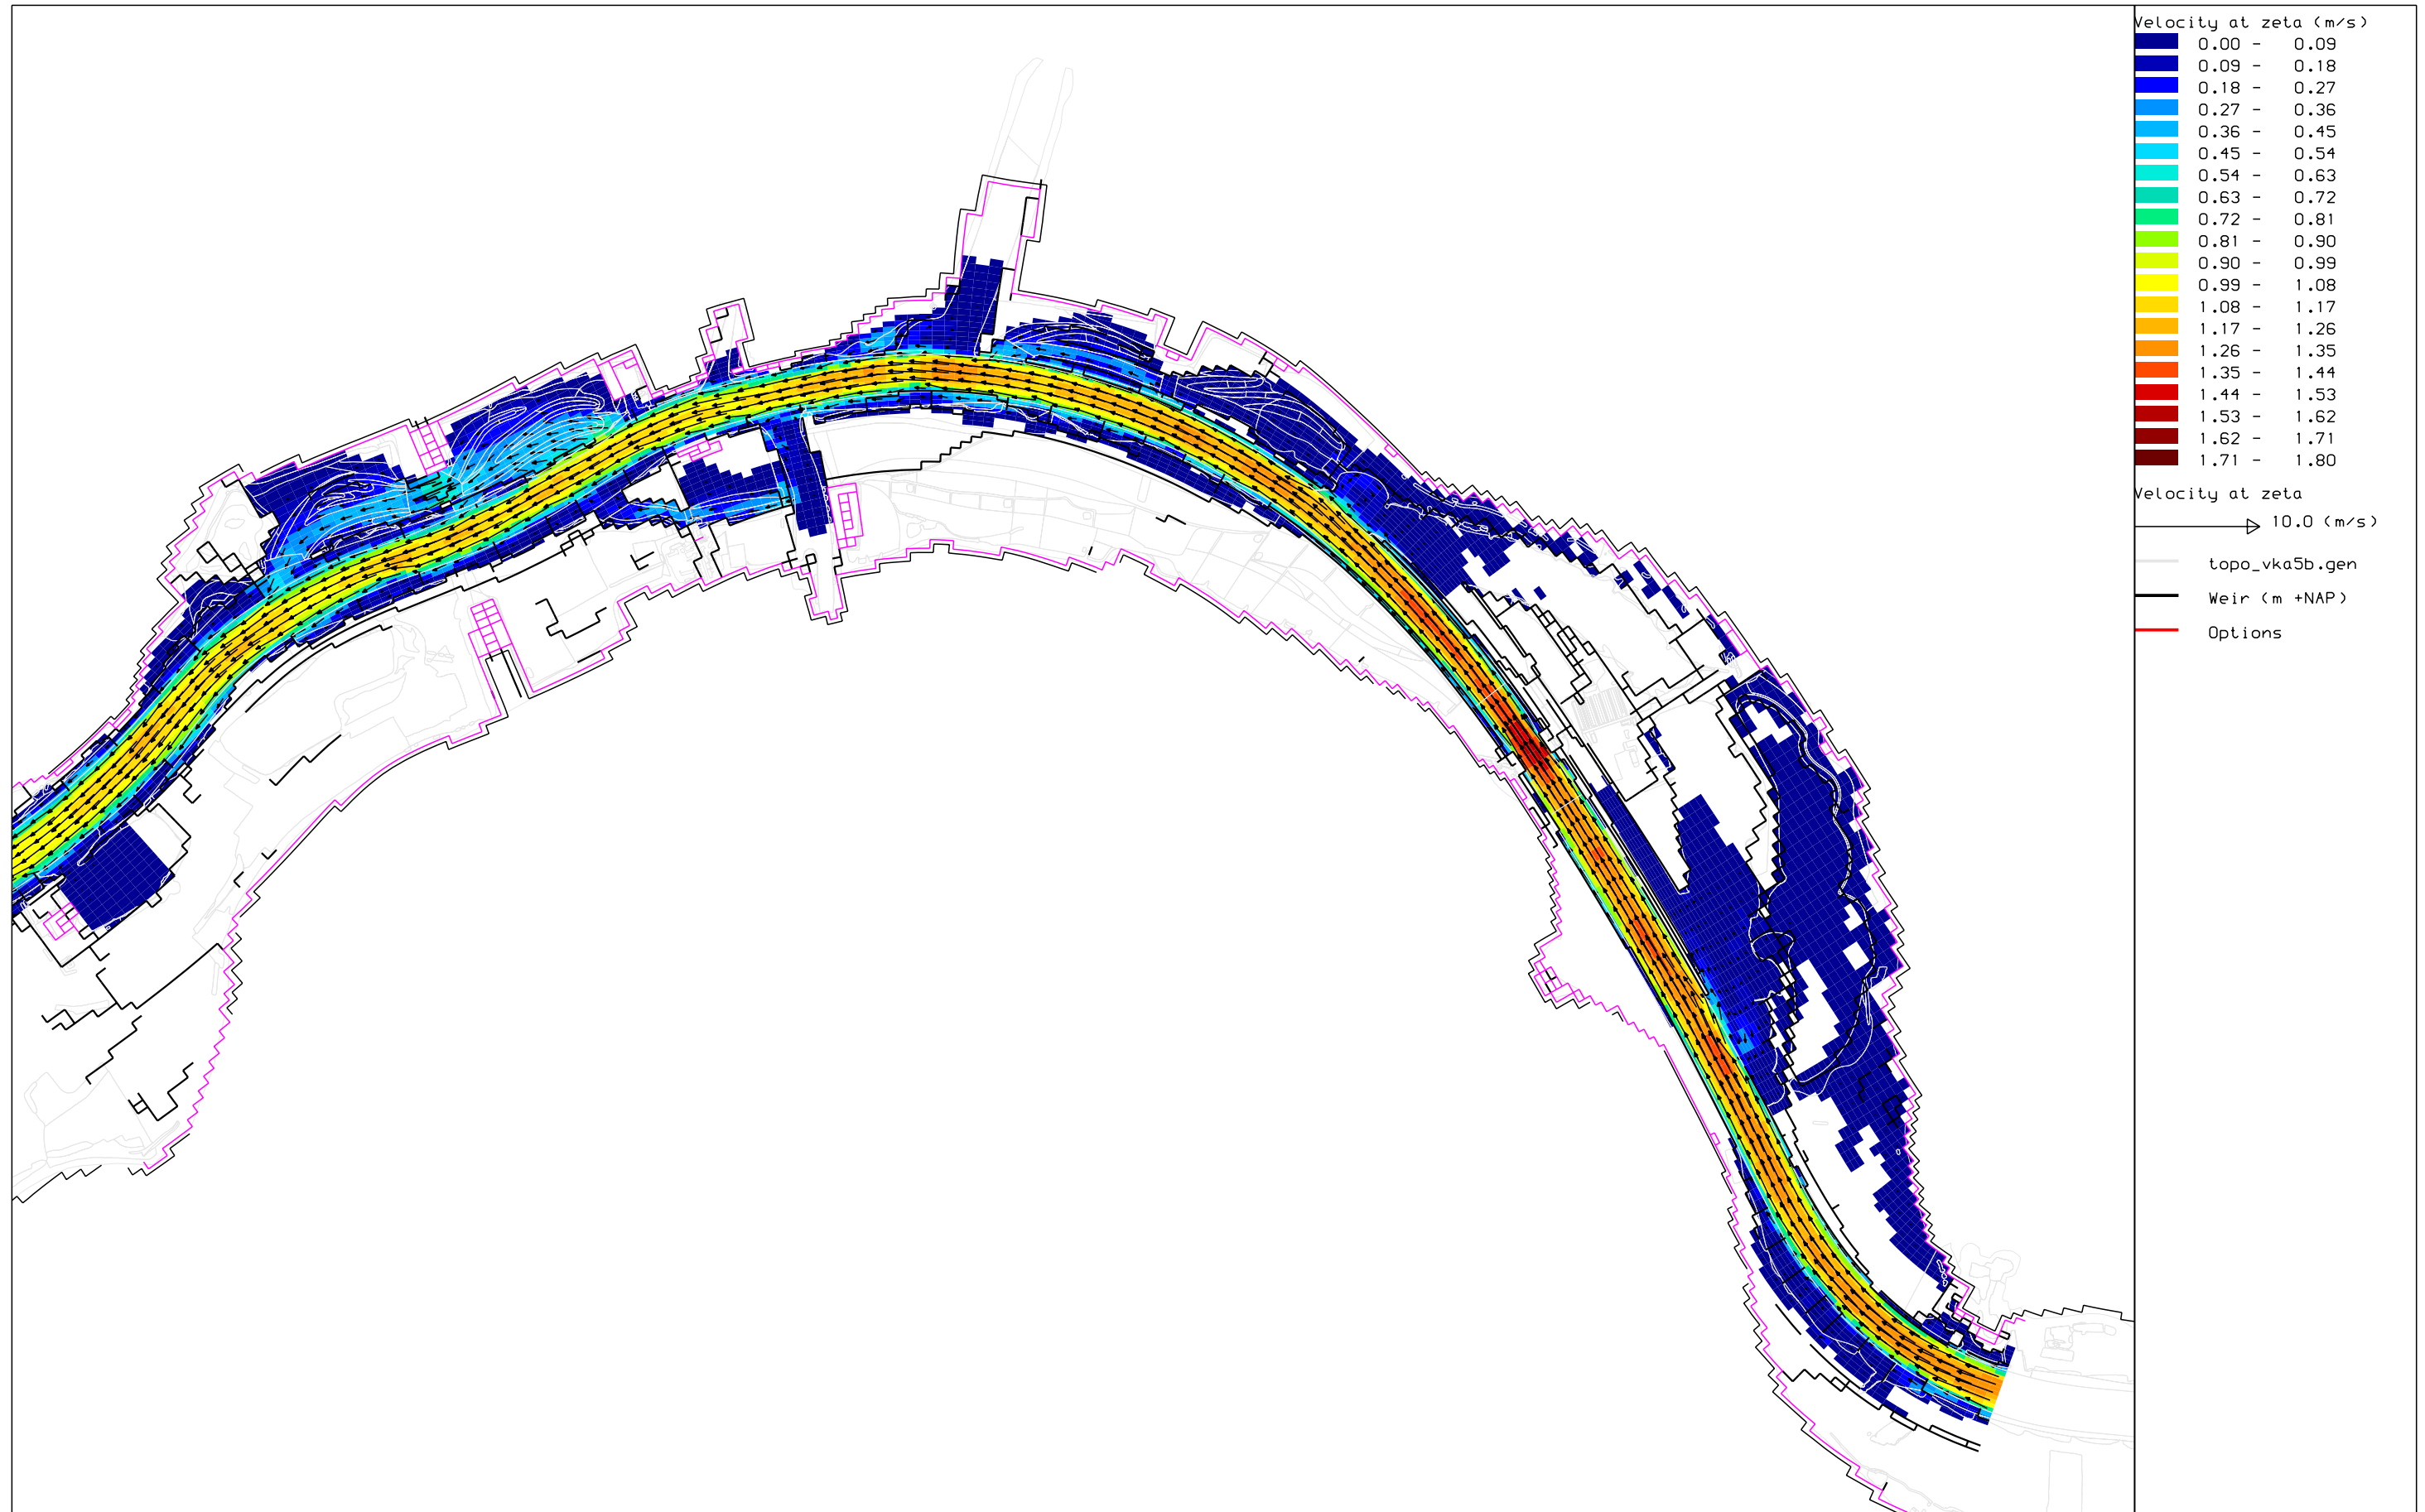 Velocity at zeta (m/s)
0.00 - 0.09
0.09 - 0.18
0.18 - 0.27
0.27 - 0.36
0.36 - 0.45
0.45 - 0.54
0.54 - 0.63
0.63 - 0.72
0.72 - 0.81
0.81 - 0.90
0.90 - 0.99
0.99 - 1.08
1.08 - 1.17
1.17 - 1.26
1.26 - 1.35
1.35 - 1.44
1.44 - 1.53
1.53 - 1.62
1.62 - 1.71
1.71 - 1.80
Velocity at zeta
10.0 (m/s)
topo_vka5b.gen
Weir (m +NAP)
Options